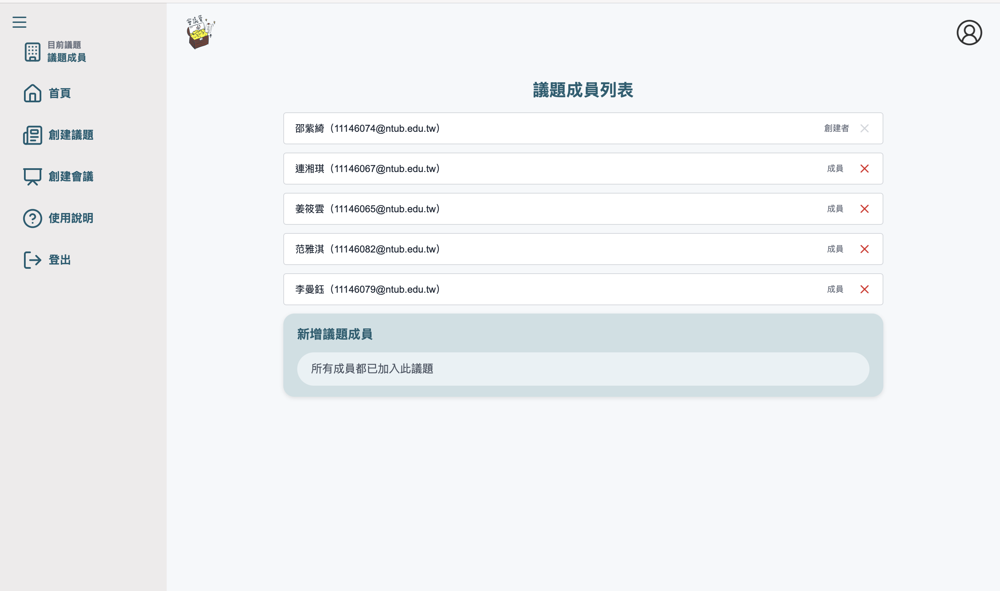 目前議題
議題成員
首頁
創建議題
創建會議
使用說明
登出
會議寶
議題成員列表
邵紫綺（11146074@ntub.edu.tw） 創建者
連湘琪（11146067@ntub.edu.tw） 成員
姜筱雲（11146065@ntub.edu.tw） 成員
范雅淇（11146082@ntub.edu.tw） 成員
李曼鈺（11146079@ntub.edu.tw） 成員
新增議題成員
所有成員都已加入此議題